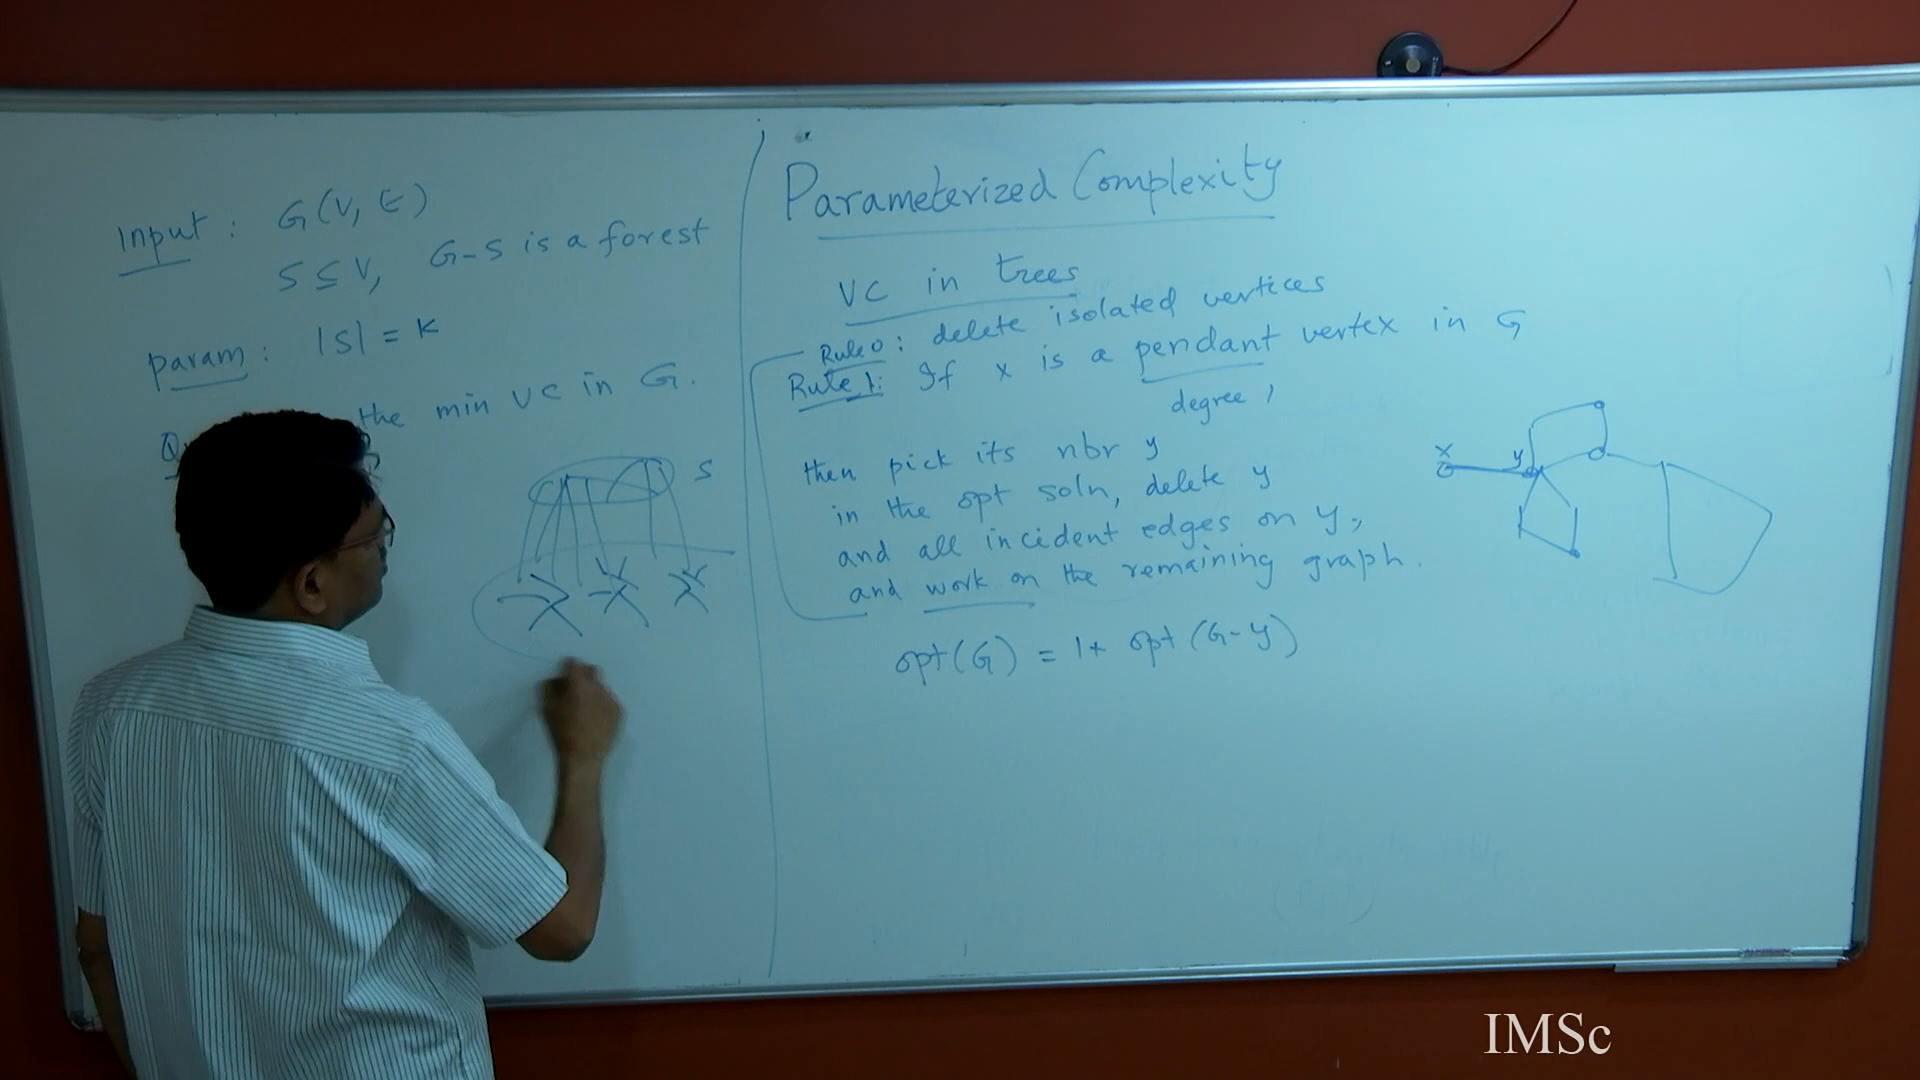 Input : G(V, E)
S ⊆ V, G-S is a forest
param : |S| = k
the min VC in G.
S
Parameterized Complexity
VC in trees
Rule 0 : delete isolated vertices
Rule 1: If x is a pendant vertex in G
degree 1
then pick its nbr y
in the opt soln, delete y
and all incident edges on y,
and work on the remaining graph.
opt(G) = 1+ opt(G-y)
x
y
IMSc